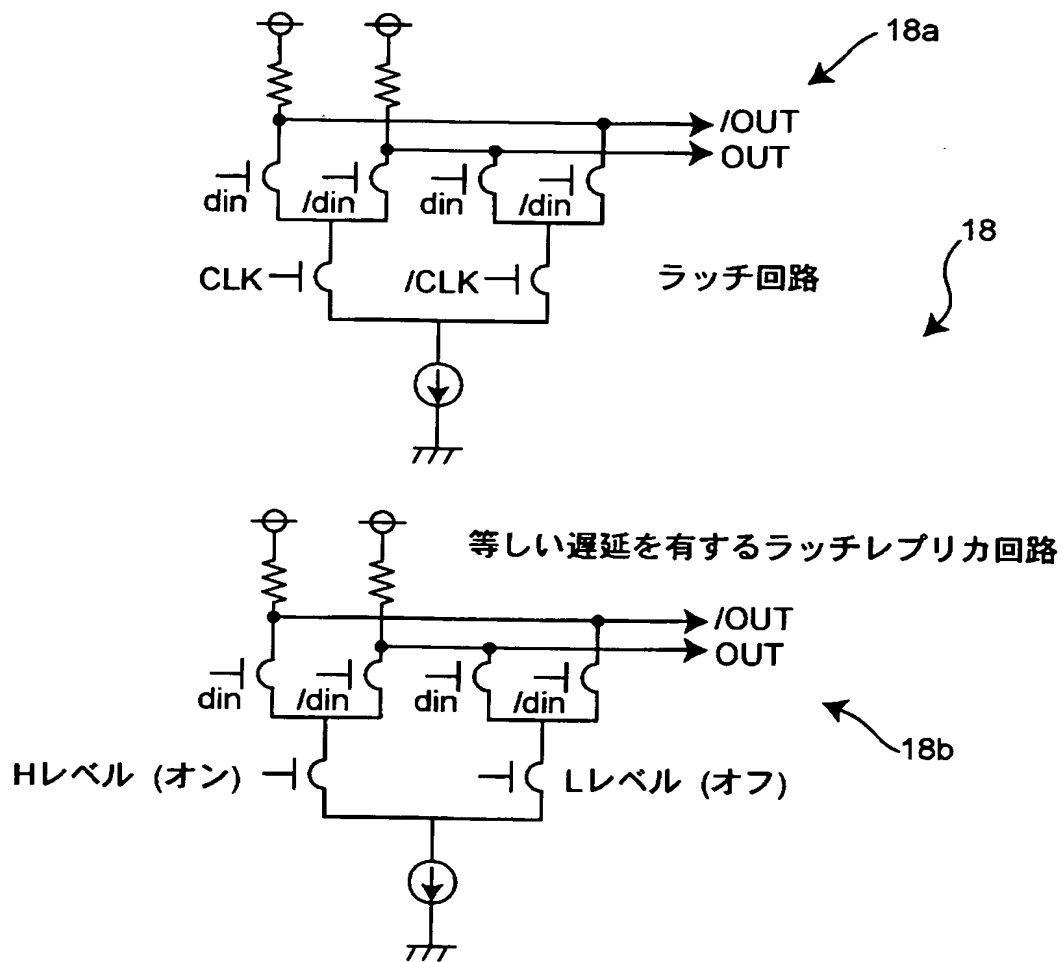 18a
/OUT
OUT
din /din din /din
18
CLK /CLK ラッチ回路
等しい遅延を有するラッチレプリカ回路
/OUT
OUT
din /din din /din
18b
Hレベル (オン) Lレベル (オフ)